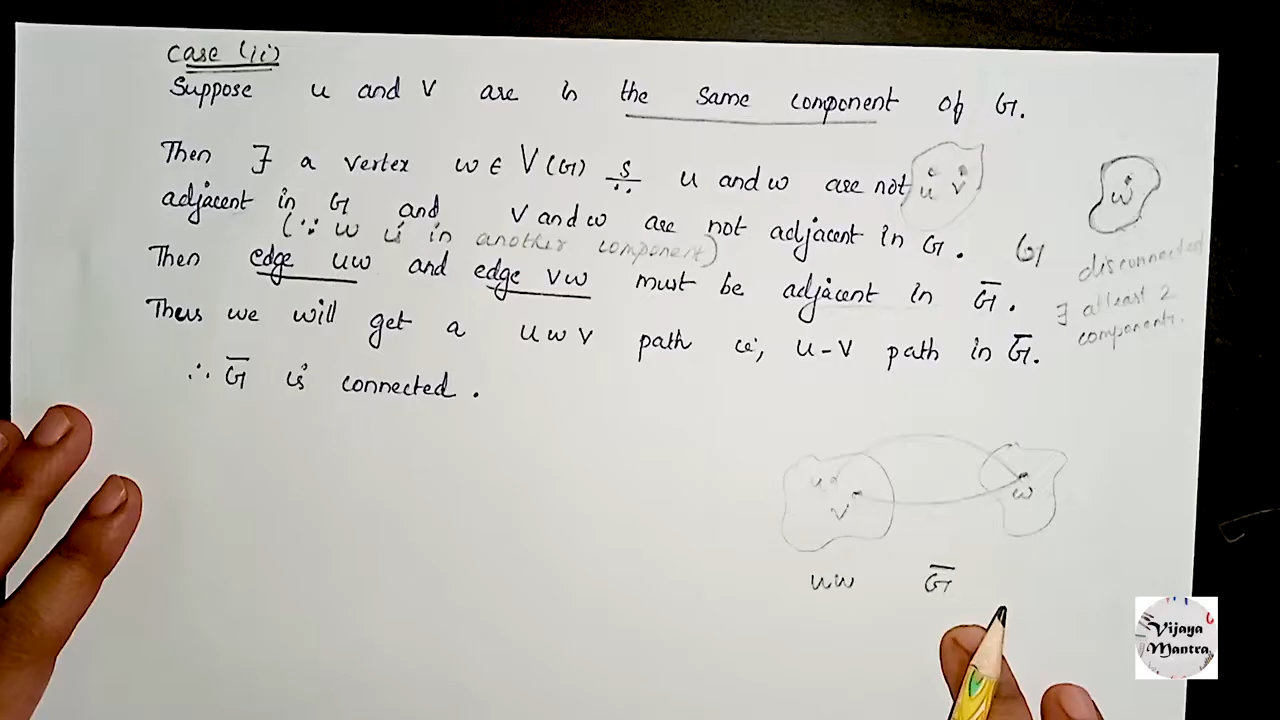 Case (ii)
Suppose u and v are in the same component of G.
Then ∃ a vertex w ∈ V(G) s∴ u and w are not
adjacent in G and v and w are not adjacent in G.
(∵ w is in another component)
Then edge uw and edge vw must be adjacent in G̅.
Thus we will get a u w v path ie, u-v path in G̅.
∴ G̅ is connected.
u v
w
G
disconnected
∃ atleast 2
components.
u
v
w
uw G̅
Vijaya
Mantra